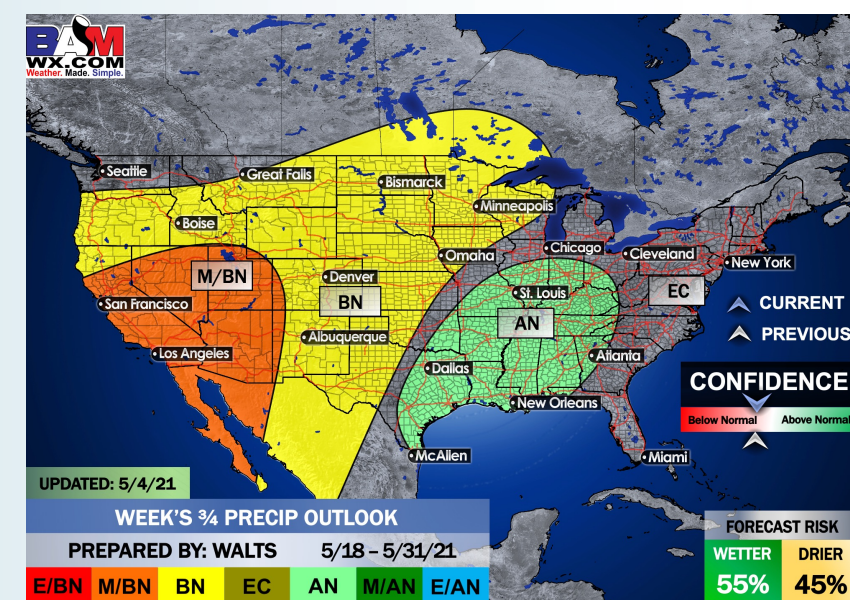 BAM
WX.COM
Weather. Made. Simple.
Seattle
Great Falls
Bismarck
Minneapolis
Boise
Omaha
Chicago
Cleveland
New York
M/BN
Denver
BN
San Francisco
St. Louis
EC
AN
CURRENT
PREVIOUS
Albuquerque
Los Angeles
Dallas
Atlanta
CONFIDENCE
New Orleans
Below Normal
Above Normal
McAllen
Miami
UPDATED: 5/4/21
WEEK'S ¾ PRECIP OUTLOOK
PREPARED BY: WALTS 5/18 – 5/31/21
E/BN M/BN BN EC AN M/AN E/AN
FORECAST RISK
WETTER DRIER
55% 45%